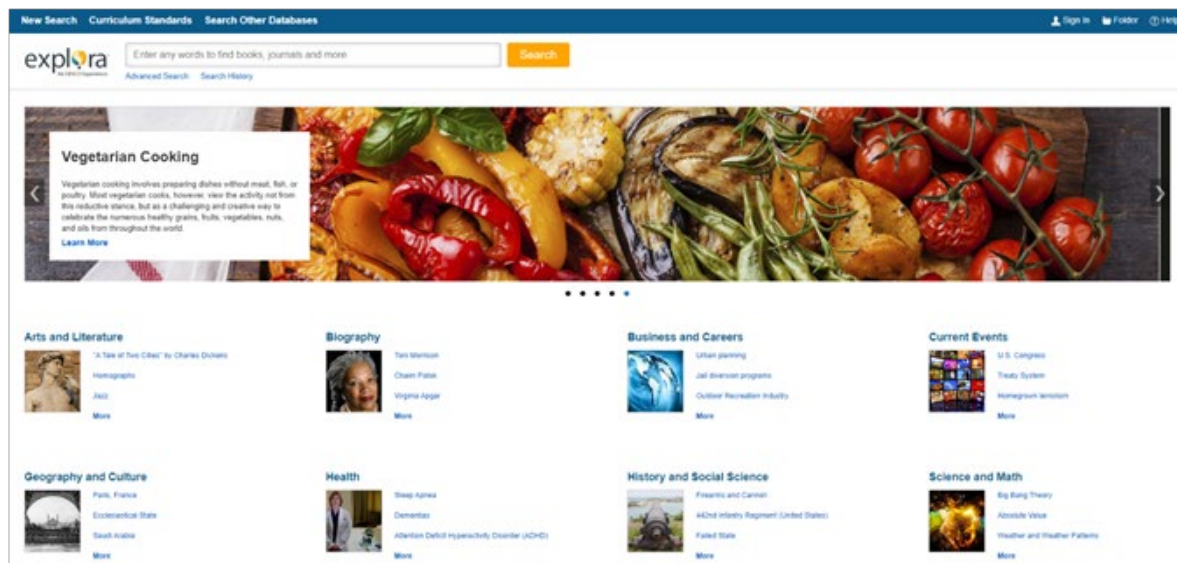 New Search Curriculum Standards Search Other Databases
Sign In Folder Help
explora
Enter any words to find books, journals and more
Search
Advanced Search Search History
Vegetarian Cooking
Vegetarian cooking involves preparing dishes without meat, fish, or
poultry. Most vegetarian cooks, however, view the activity not from
this reductive stance, but as a challenging and creative way to
celebrate the numerous healthy grains, fruits, vegetables, nuts,
and oils from throughout the world.
Learn More
Arts and Literature
"A Tale of Two Cities" by Charles Dickens
Homographs
Jazz
More
Biography
Toni Morrison
Chaim Potok
Virginia Apgar
More
Business and Careers
Urban planning
Jail diversion programs
Outdoor Recreation Industry
More
Current Events
U.S. Congress
Treaty System
Homegrown terrorism
More
Geography and Culture
Paris, France
Ecclesiastical State
Saudi Arabia
More
Health
Sleep Apnea
Dementias
Attention Deficit Hyperactivity Disorder (ADHD)
More
History and Social Science
Firearms and Cannon
442nd Infantry Regiment (United States)
Failed State
More
Science and Math
Big Bang Theory
Absolute Value
Weather and Weather Patterns
More